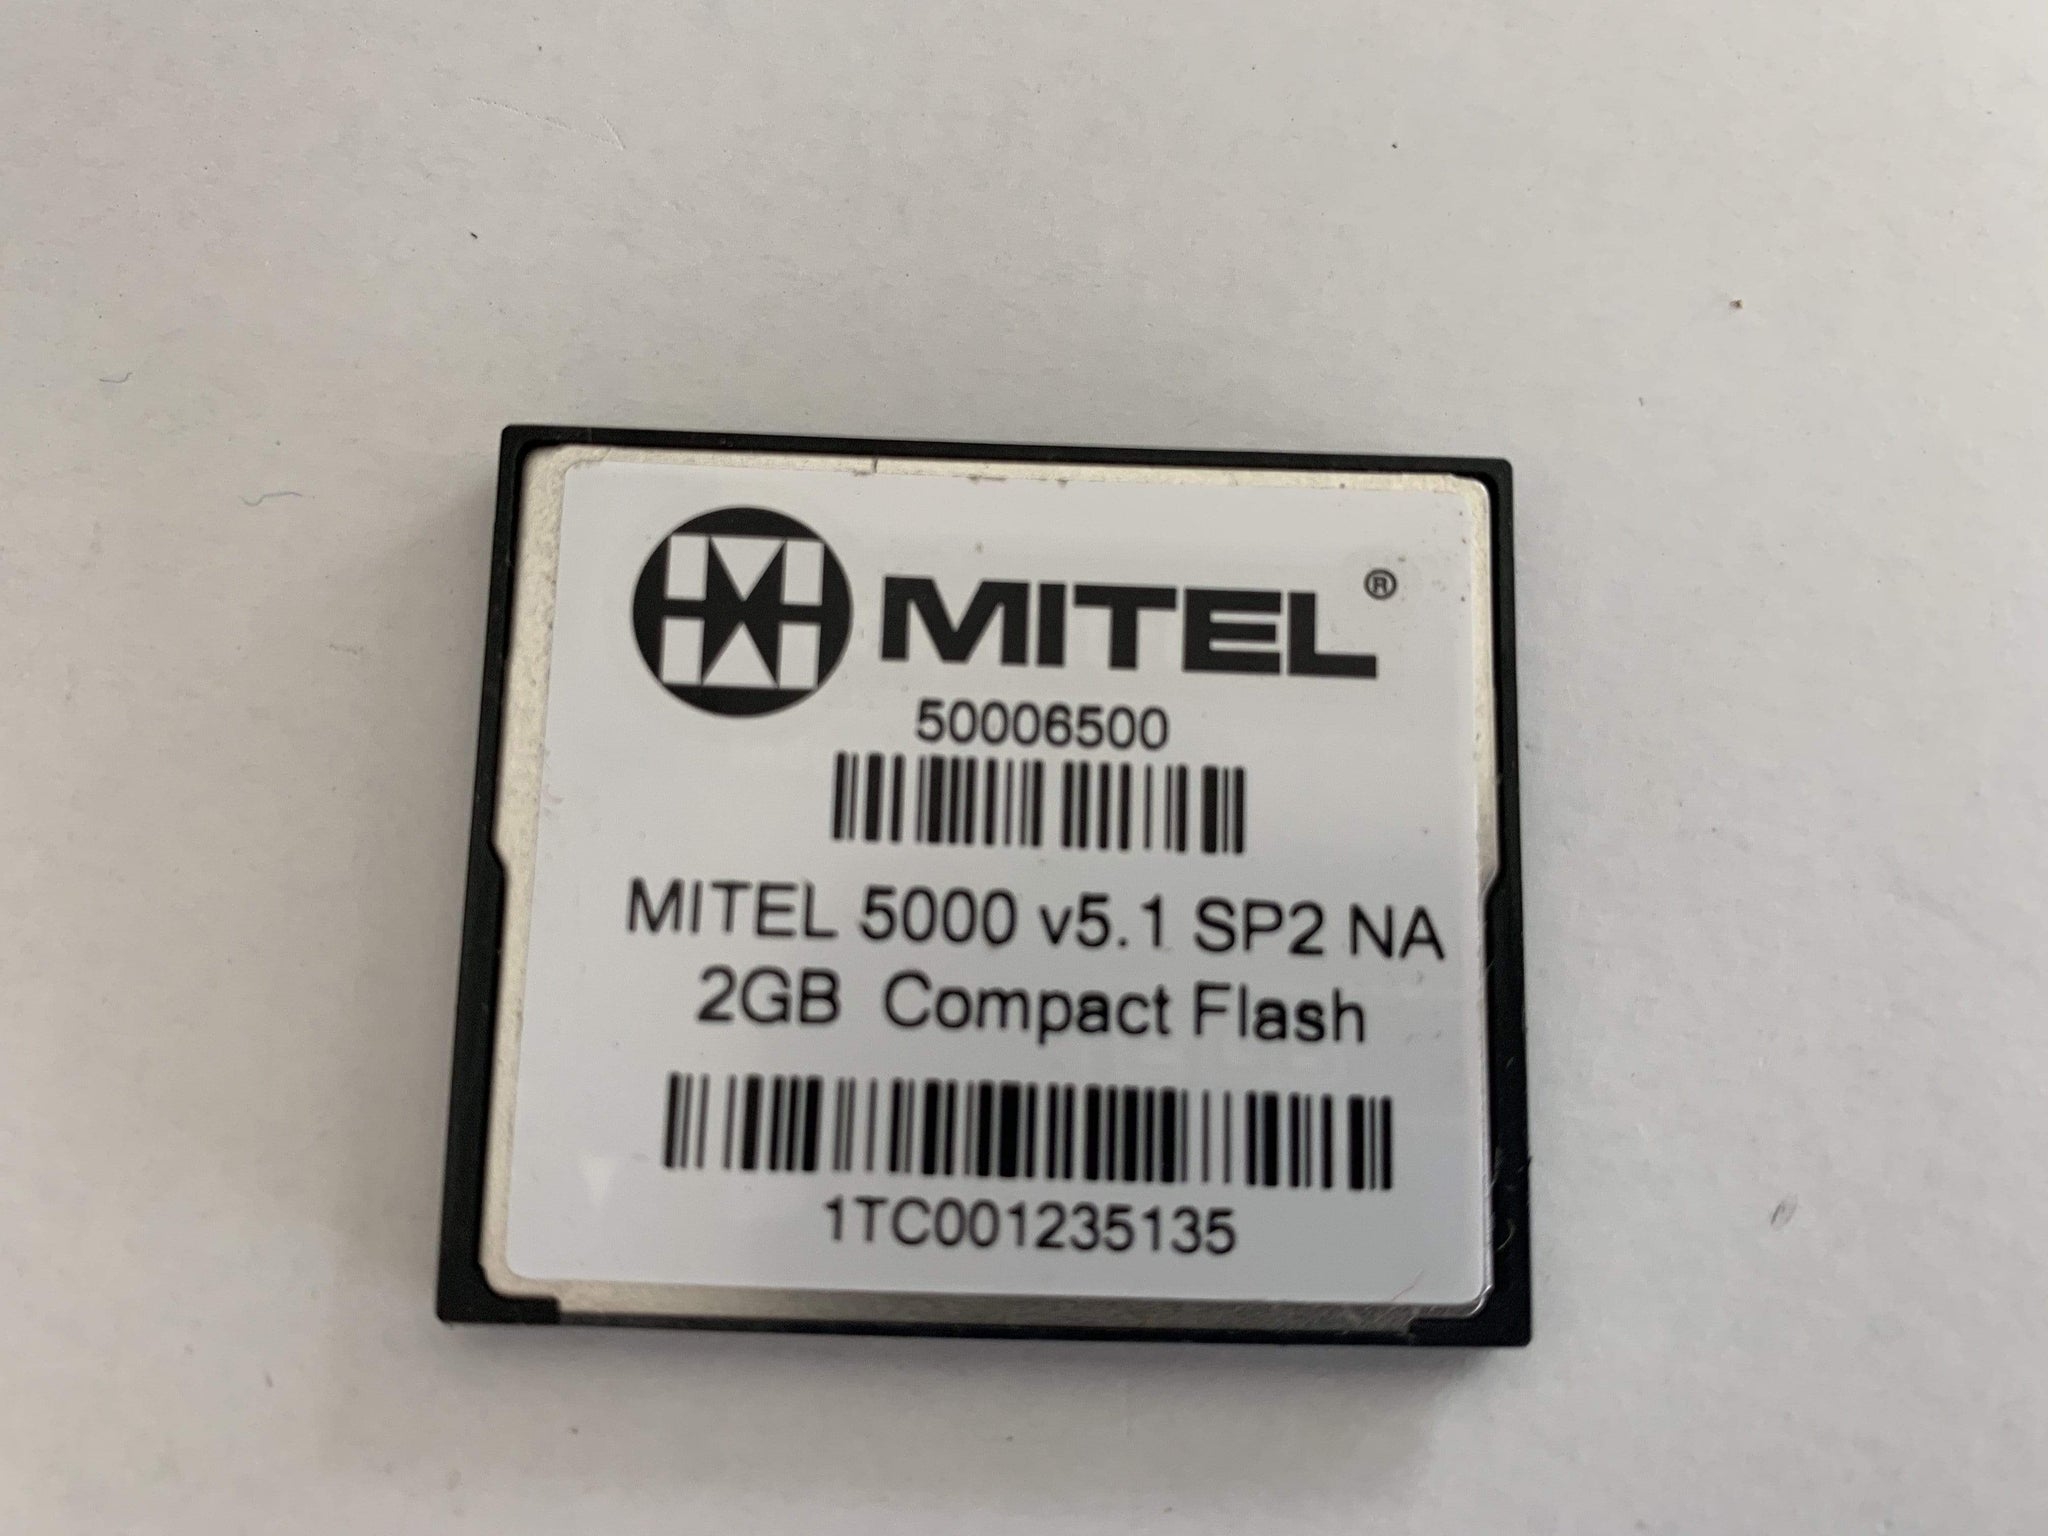 MITEL®
50006500
MITEL 5000 v5.1 SP2 NA
2GB Compact Flash
1TC001235135